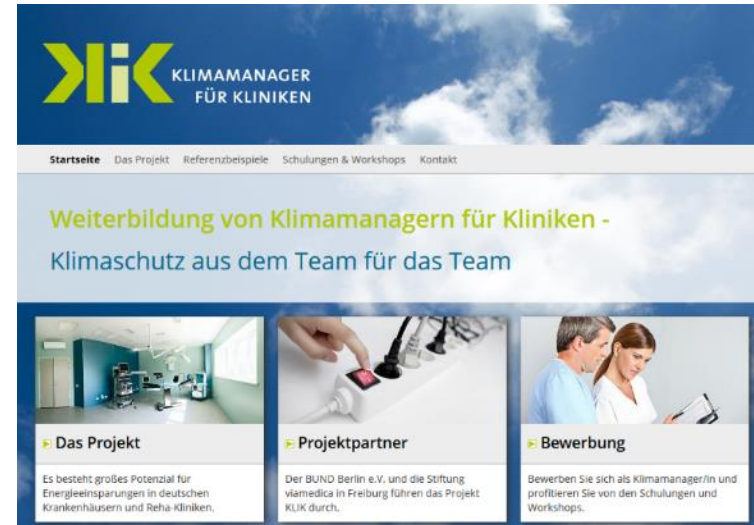 KLiK
KLIMAMANAGER
FÜR KLINIKEN
Startseite Das Projekt Referenzbeispiele Schulungen & Workshops Kontakt
Weiterbildung von Klimamanagern für Kliniken -
Klimaschutz aus dem Team für das Team
Das Projekt
Es besteht großes Potenzial für
Energieeinsparungen in deutschen
Krankenhäusern und Reha-Kliniken.
Projektpartner
Der BUND Berlin e.V. und die Stiftung
viamedica in Freiburg führen das Projekt
KLIK durch.
Bewerbung
Bewerben Sie sich als Klimamanager/in und
profitieren Sie von den Schulungen und
Workshops.